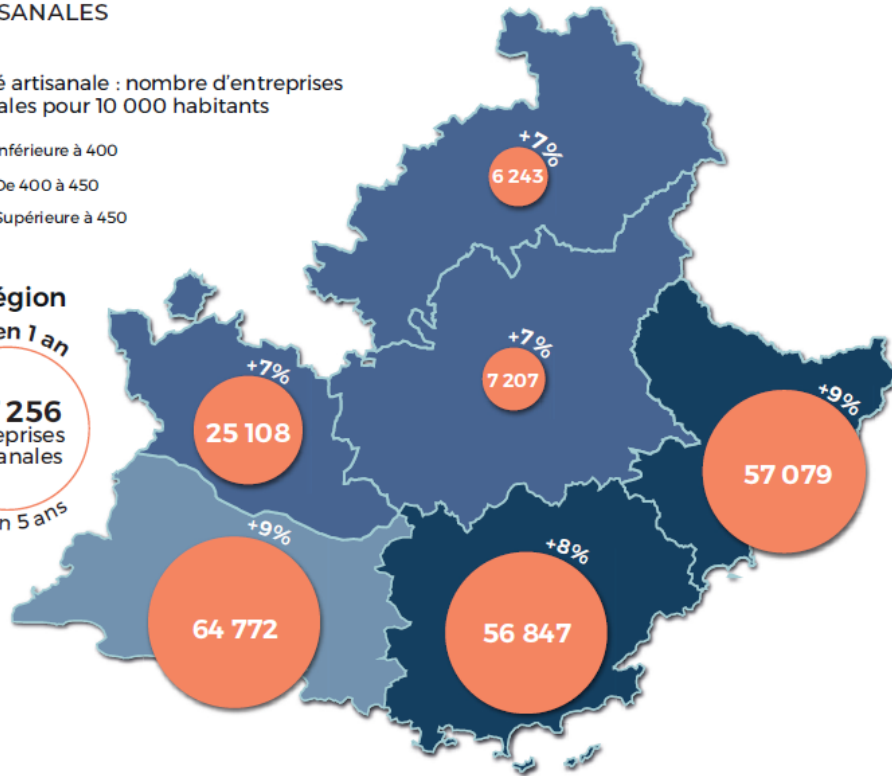 SANALES
é artisanale : nombre d'entreprises
ales pour 10 000 habitants
nférieure à 400
De 400 à 450
Supérieure à 450
égion
en 1 an
256
eprises
anales
n 5 ans
+7%
6 243
+7%
7 207
+7%
25 108
+9%
57 079
+9%
64 772
+8%
56 847